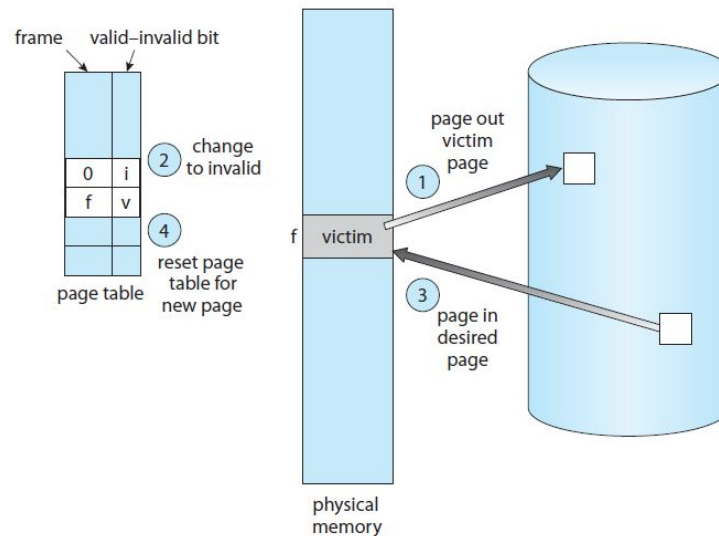 frame
valid–invalid bit
0 i
f v
page table
2
change
to invalid
4
reset page
table for
new page
f
victim
physical
memory
page out
victim
page
1
3
page in
desired
page